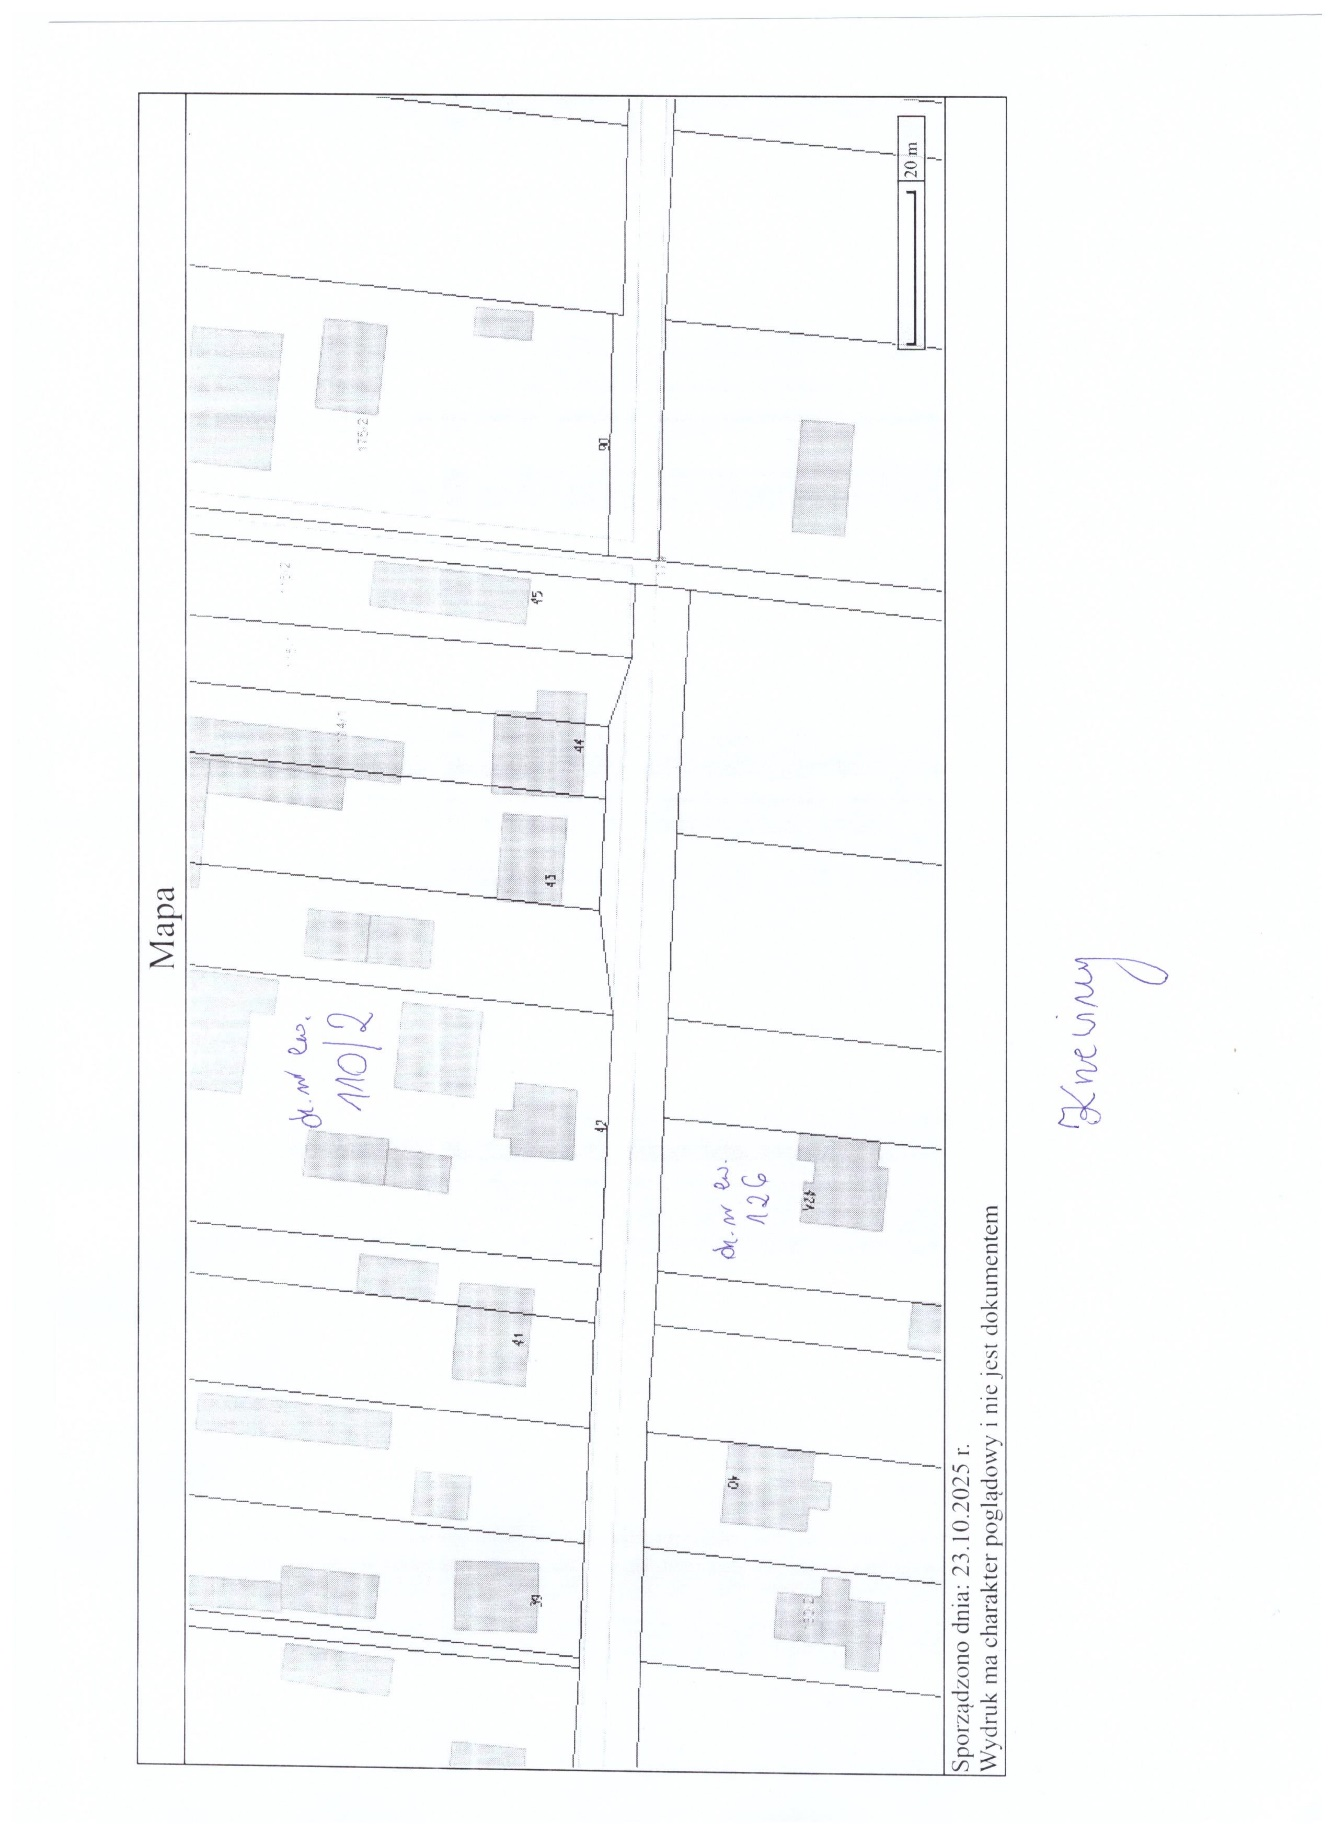 Mapa
20 m
90
45
44
43
dz. nr ew.
110/2
42
dz. nr ew.
126
42A
41
40
39
Sporządzono dnia: 23.10.2025 r.
Wydruk ma charakter poglądowy i nie jest dokumentem